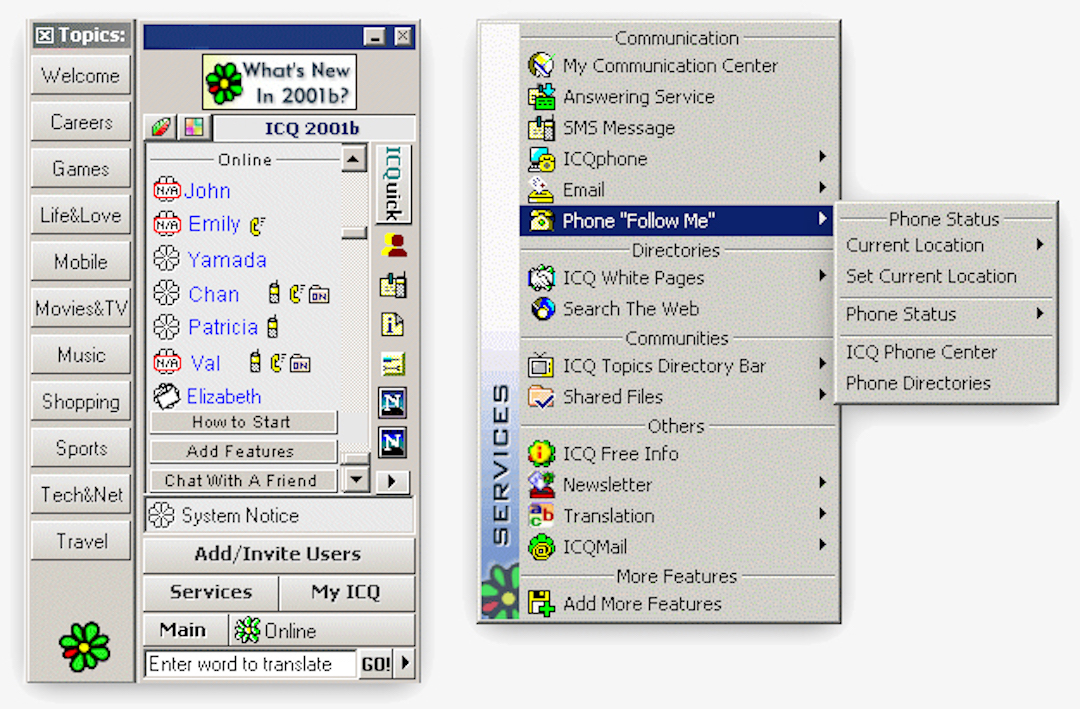 Topics:
Welcome
Careers
Games
Life&Love
Mobile
Movies&TV
Music
Shopping
Sports
Tech&Net
Travel
What's New
In 2001b?
ICQ 2001b
Online
N/A John
N/A Emily
Yamada
Chan ON
Patricia
N/A Val ON
Elizabeth
How to Start
Add Features
Chat With A Friend
ICQuick
N
N
System Notice
Add/Invite Users
Services My ICQ
Main Online
Enter word to translate GO!
SERVICES
Communication
My Communication Center
Answering Service
SMS Message
ICQphone
Email
Phone "Follow Me"
Directories
ICQ White Pages
Search The Web
Communities
ICQ Topics Directory Bar
Shared Files
Others
ICQ Free Info
Newsletter
Translation
ICQMail
More Features
Add More Features
Phone Status
Current Location
Set Current Location
Phone Status
ICQ Phone Center
Phone Directories